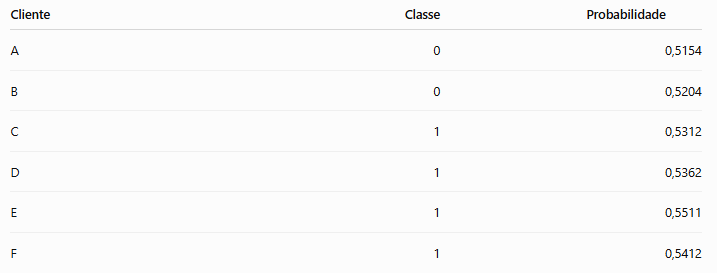 Cliente Classe Probabilidade
A 0 0,5154
B 0 0,5204
C 1 0,5312
D 1 0,5362
E 1 0,5511
F 1 0,5412